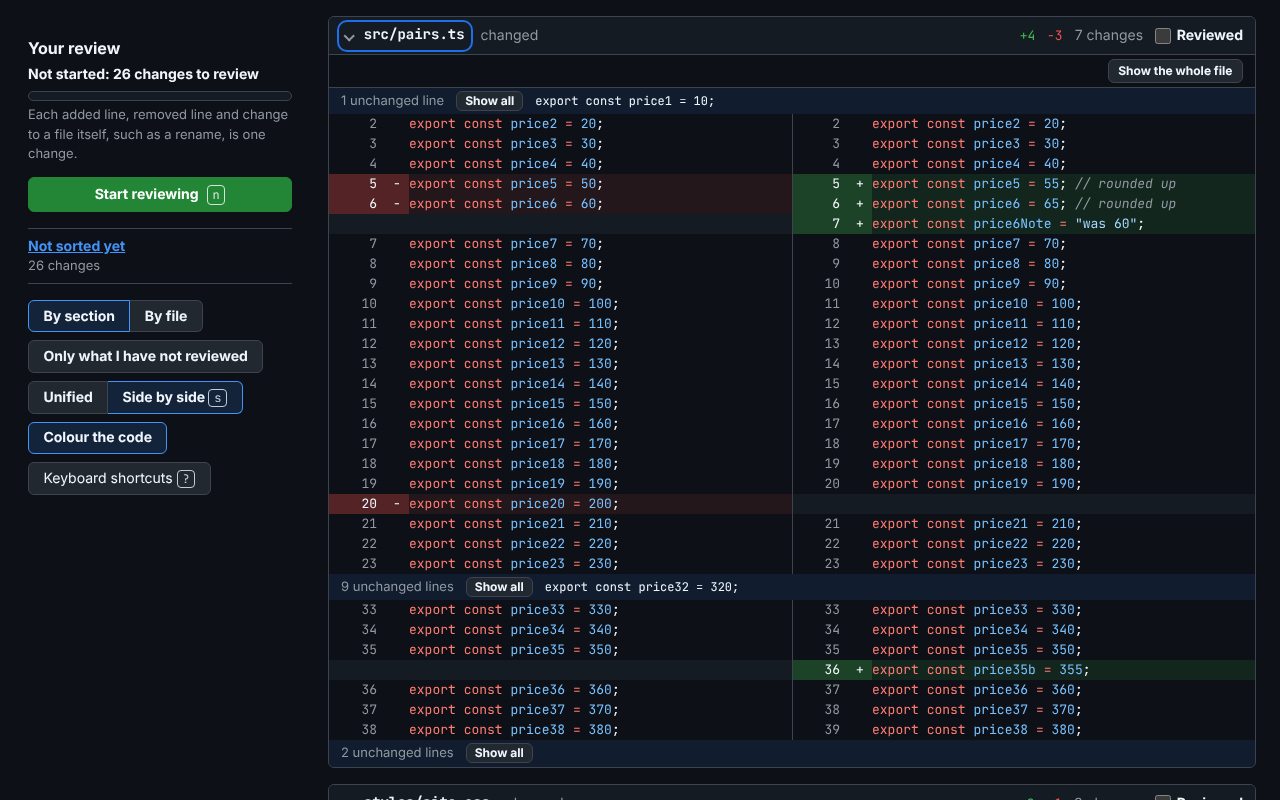 Your review
Not started: 26 changes to review
Each added line, removed line and change
to a file itself, such as a rename, is one
change.
Start reviewing n
Not sorted yet
26 changes
By section By file
Only what I have not reviewed
Unified Side by side s
Colour the code
Keyboard shortcuts ?
src/pairs.ts changed +4 -3 7 changes Reviewed
Show the whole file
1 unchanged line Show all export const price1 = 10;
2 export const price2 = 20; 2 export const price2 = 20;
3 export const price3 = 30; 3 export const price3 = 30;
4 export const price4 = 40; 4 export const price4 = 40;
5 - export const price5 = 50; 5 + export const price5 = 55; // rounded up
6 - export const price6 = 60; 6 + export const price6 = 65; // rounded up
7 + export const price6Note = "was 60";
7 export const price7 = 70; 8 export const price7 = 70;
8 export const price8 = 80; 9 export const price8 = 80;
9 export const price9 = 90; 10 export const price9 = 90;
10 export const price10 = 100; 11 export const price10 = 100;
11 export const price11 = 110; 12 export const price11 = 110;
12 export const price12 = 120; 13 export const price12 = 120;
13 export const price13 = 130; 14 export const price13 = 130;
14 export const price14 = 140; 15 export const price14 = 140;
15 export const price15 = 150; 16 export const price15 = 150;
16 export const price16 = 160; 17 export const price16 = 160;
17 export const price17 = 170; 18 export const price17 = 170;
18 export const price18 = 180; 19 export const price18 = 180;
19 export const price19 = 190; 20 export const price19 = 190;
20 - export const price20 = 200;
21 export const price21 = 210; 21 export const price21 = 210;
22 export const price22 = 220; 22 export const price22 = 220;
23 export const price23 = 230; 23 export const price23 = 230;
9 unchanged lines Show all export const price32 = 320;
33 export const price33 = 330; 33 export const price33 = 330;
34 export const price34 = 340; 34 export const price34 = 340;
35 export const price35 = 350; 35 export const price35 = 350;
36 + export const price35b = 355;
36 export const price36 = 360; 37 export const price36 = 360;
37 export const price37 = 370; 38 export const price37 = 370;
38 export const price38 = 380; 39 export const price38 = 380;
2 unchanged lines Show all